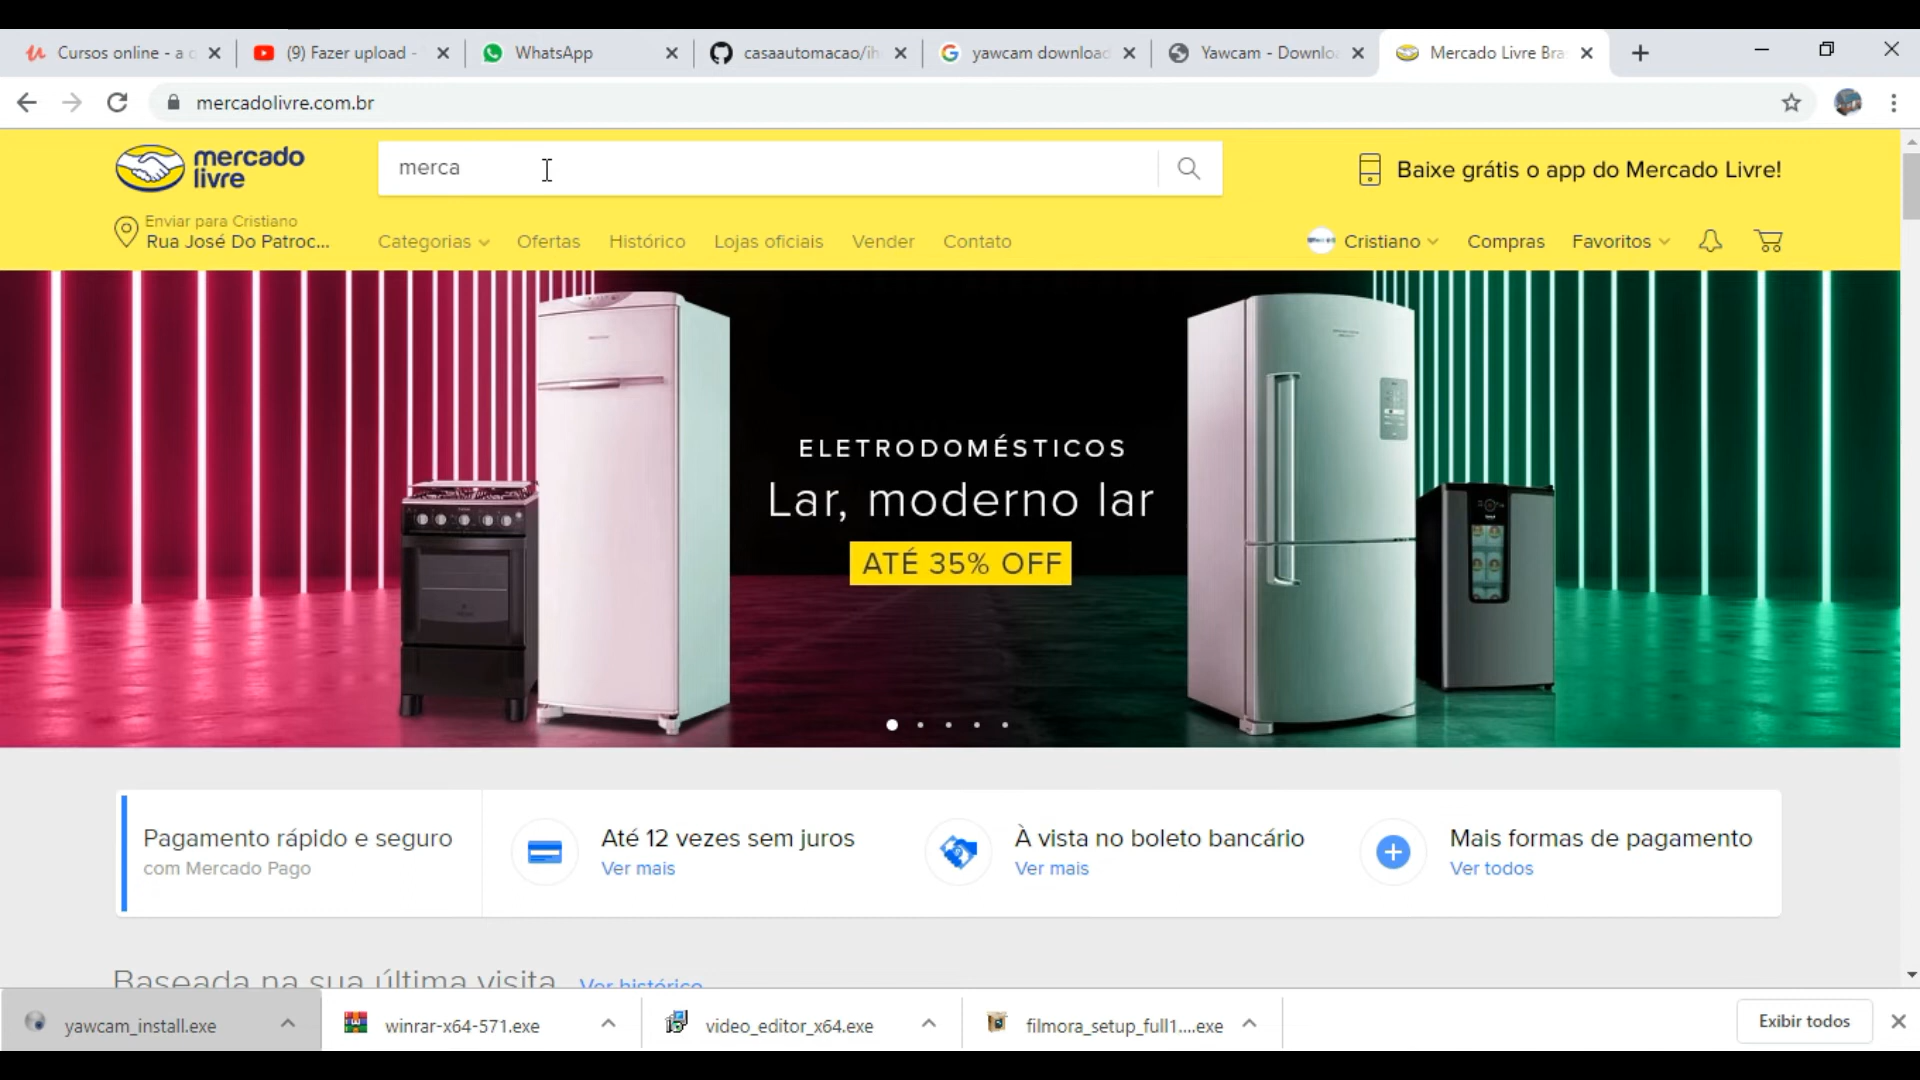 Cursos online - a
(9) Fazer upload -
WhatsApp
casaautomacao/ih
yawcam download
Yawcam - Downlo
Mercado Livre Bra
mercadolivre.com.br
mercado
livre
merca
Baixe grátis o app do Mercado Livre!
Enviar para Cristiano
Rua José Do Patroc...
Categorias
Ofertas
Histórico
Lojas oficiais
Vender
Contato
Cristiano
Compras
Favoritos
ELETRODOMÉSTICOS
Lar, moderno lar
ATÉ 35% OFF
Pagamento rápido e seguro
com Mercado Pago
Até 12 vezes sem juros
Ver mais
À vista no boleto bancário
Ver mais
Mais formas de pagamento
Ver todos
Baseada na sua última visita
Ver histórico
yawcam_install.exe
winrar-x64-571.exe
video_editor_x64.exe
filmora_setup_full1....exe
Exibir todos